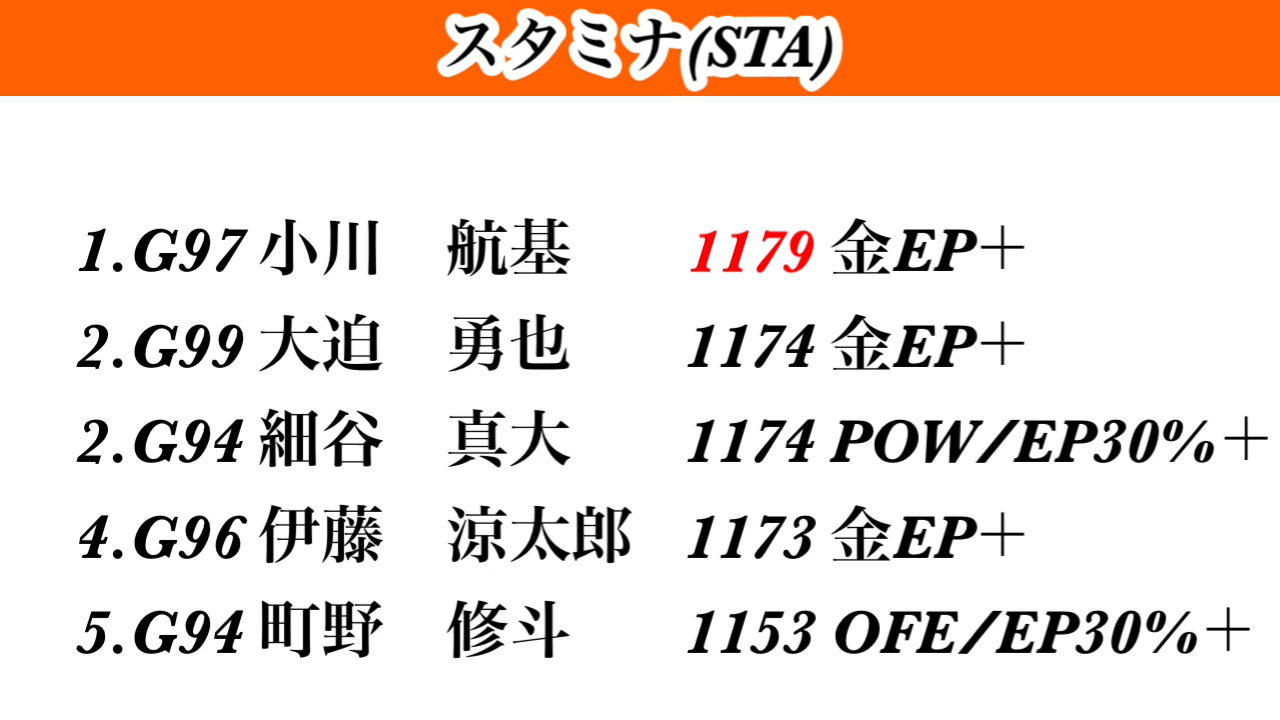 スタミナ(STA)
1.G97 小川　航基　1179 金EP＋
2.G99 大迫　勇也　1174 金EP＋
2.G94 細谷　真大　1174 POW/EP30%＋
4.G96 伊藤　涼太郎　1173 金EP＋
5.G94 町野　修斗　1153 OFE/EP30%＋